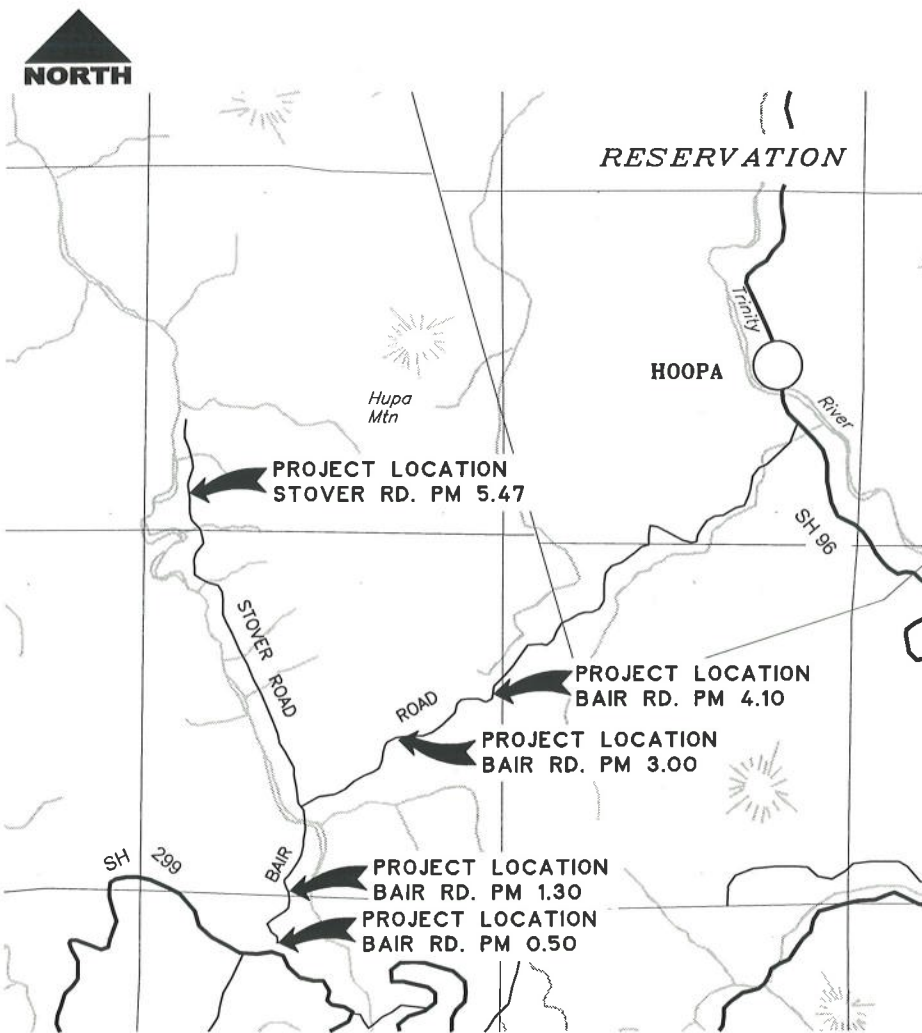 NORTH
RESERVATION
Trinity
HOOPA
River
Hupa
Mtn
PROJECT LOCATION
STOVER RD. PM 5.47
SH 96
STOVER ROAD
PROJECT LOCATION
BAIR RD. PM 4.10
ROAD
PROJECT LOCATION
BAIR RD. PM 3.00
SH 299
BAIR
PROJECT LOCATION
BAIR RD. PM 1.30
PROJECT LOCATION
BAIR RD. PM 0.50